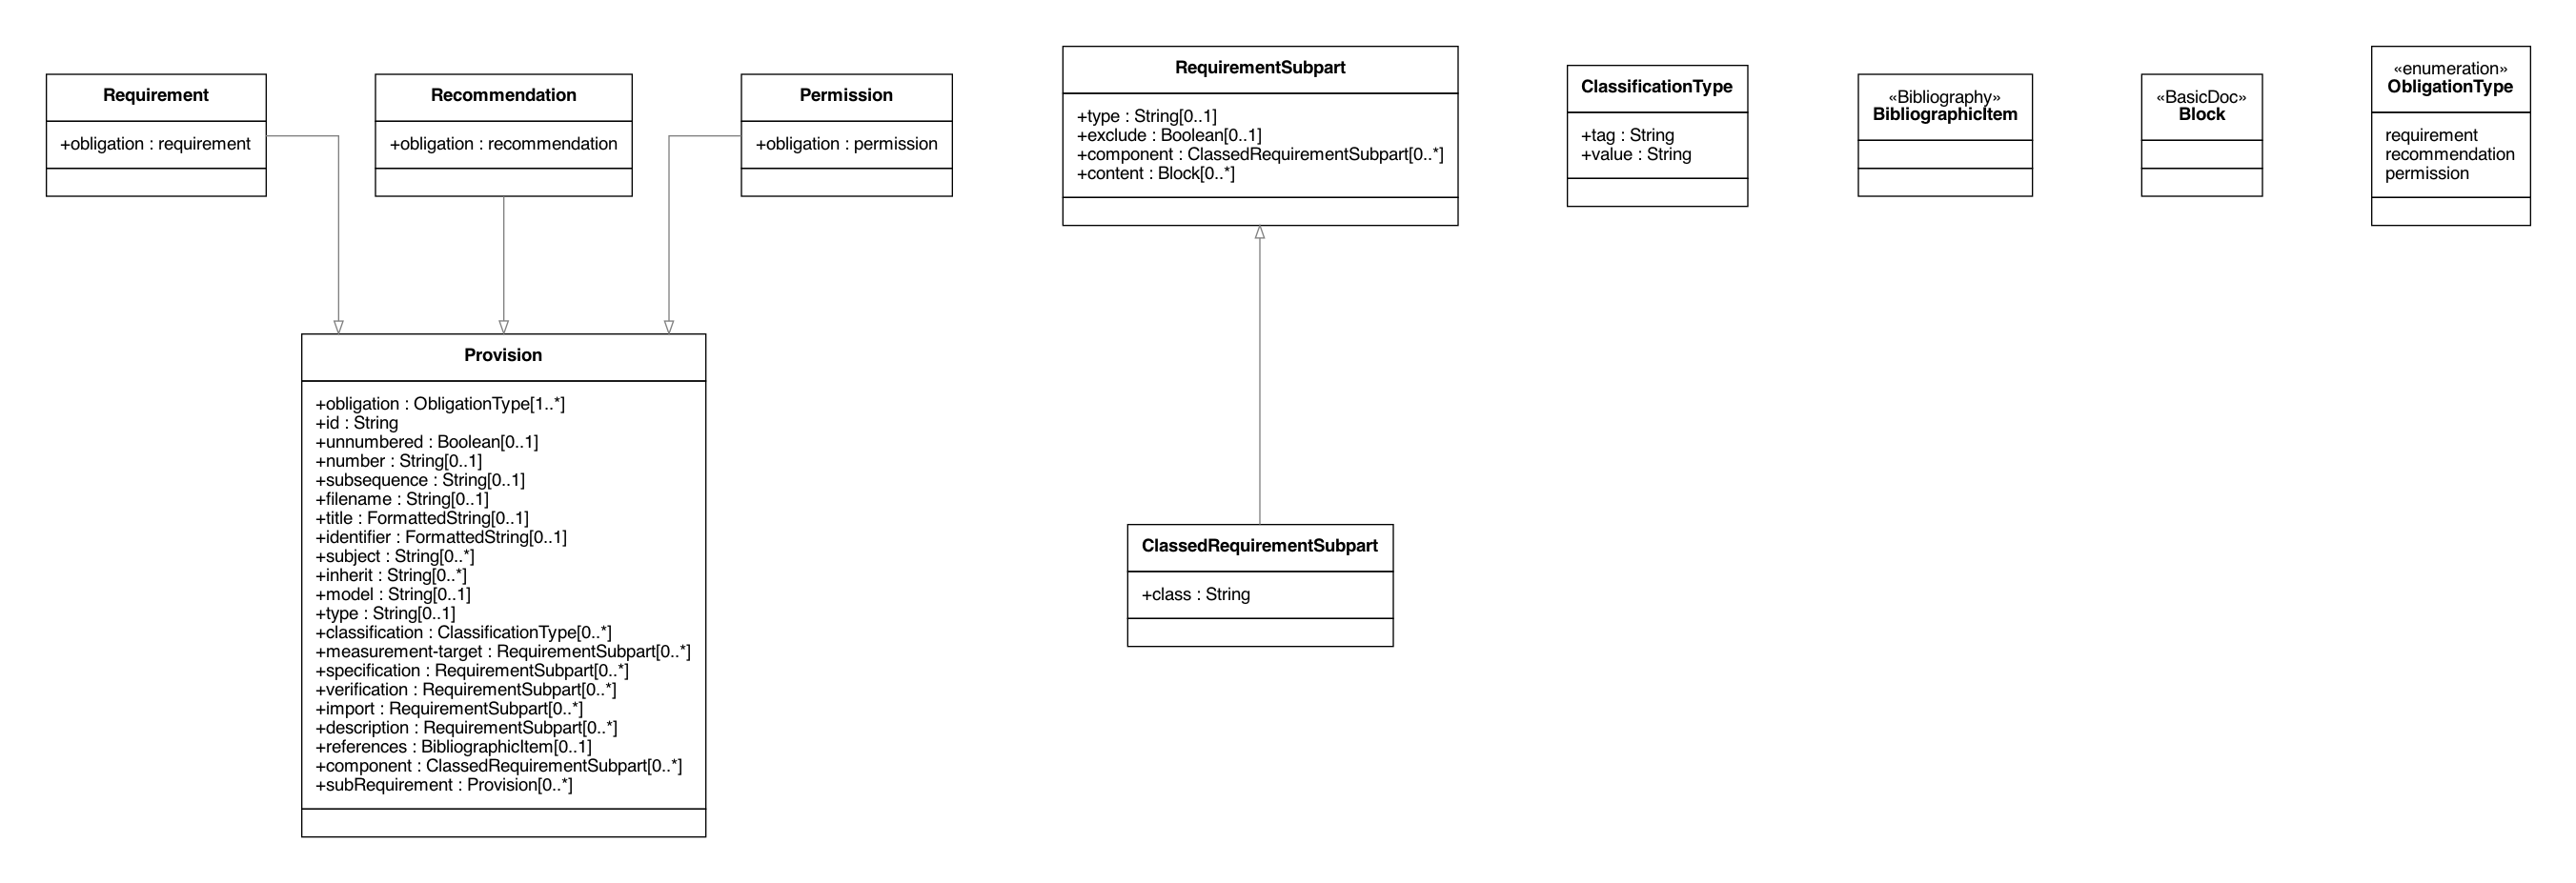 Requirement
+obligation : requirement
Recommendation
+obligation : recommendation
Permission
+obligation : permission
RequirementSubpart
+type : String[0..1]
+exclude : Boolean[0..1]
+component : ClassedRequirementSubpart[0..*]
+content : Block[0..*]
ClassificationType
+tag : String
+value : String
«Bibliography»
BibliographicItem
«BasicDoc»
Block
«enumeration»
ObligationType
requirement
recommendation
permission
Provision
+obligation : ObligationType[1..*]
+id : String
+unnumbered : Boolean[0..1]
+number : String[0..1]
+subsequence : String[0..1]
+filename : String[0..1]
+title : FormattedString[0..1]
+identifier : FormattedString[0..1]
+subject : String[0..*]
+inherit : String[0..*]
+model : String[0..1]
+type : String[0..1]
+classification : ClassificationType[0..*]
+measurement-target : RequirementSubpart[0..*]
+specification : RequirementSubpart[0..*]
+verification : RequirementSubpart[0..*]
+import : RequirementSubpart[0..*]
+description : RequirementSubpart[0..*]
+references : BibliographicItem[0..1]
+component : ClassedRequirementSubpart[0..*]
+subRequirement : Provision[0..*]
ClassedRequirementSubpart
+class : String